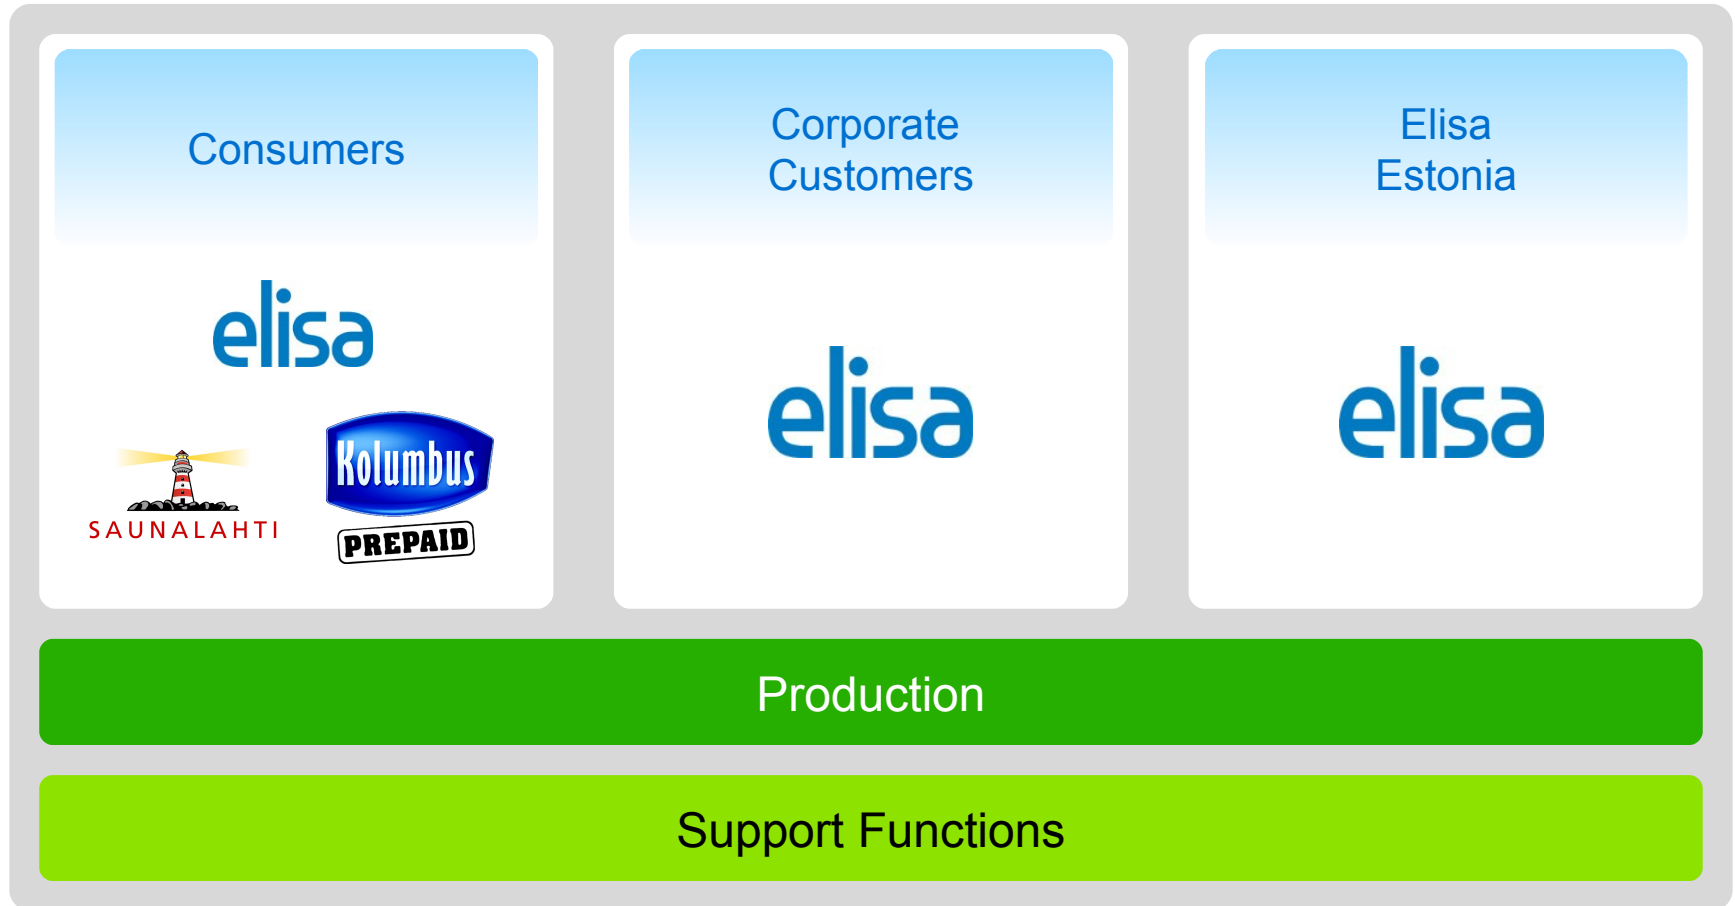 Consumers
elisa
SAUNALAHTI
Kolumbus
PREPAID
Corporate
Customers
elisa
Elisa
Estonia
elisa
Production
Support Functions